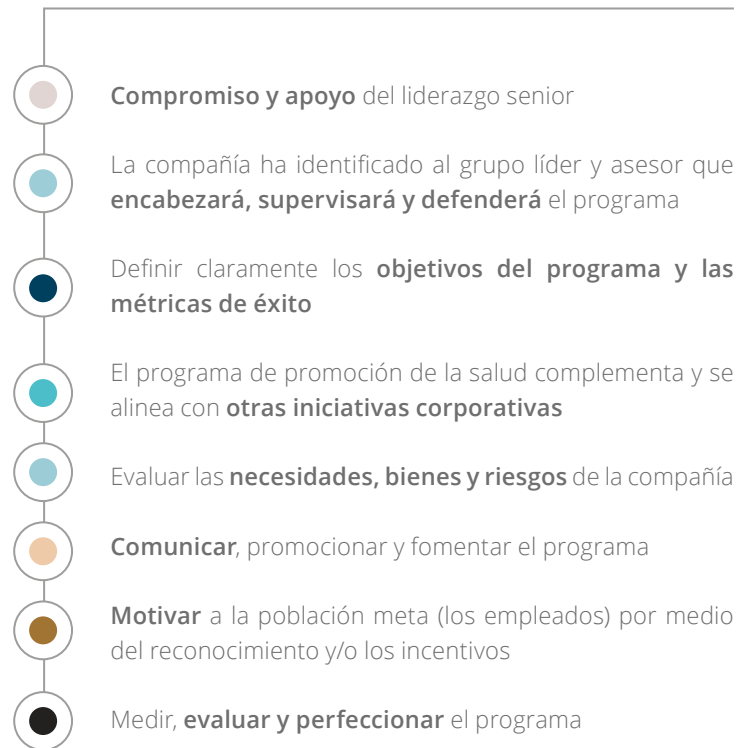 Compromiso y apoyo del liderazgo senior
La compañía ha identificado al grupo líder y asesor que
encabezará, supervisará y defenderá el programa
Definir claramente los objetivos del programa y las
métricas de éxito
El programa de promoción de la salud complementa y se
alinea con otras iniciativas corporativas
Evaluar las necesidades, bienes y riesgos de la compañía
Comunicar, promocionar y fomentar el programa
Motivar a la población meta (los empleados) por medio
del reconocimiento y/o los incentivos
Medir, evaluar y perfeccionar el programa